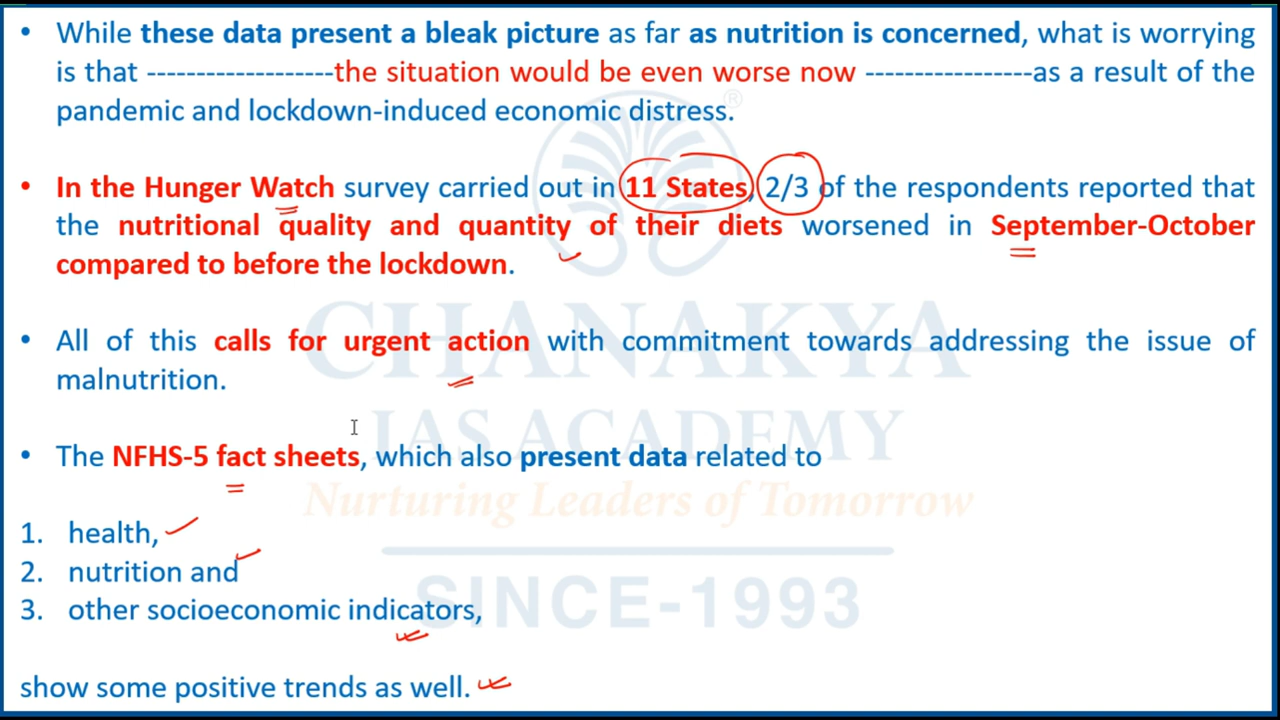 • While these data present a bleak picture as far as nutrition is concerned, what is worrying
is that -------------------the situation would be even worse now -----------------as a result of the
pandemic and lockdown-induced economic distress.
• In the Hunger Watch survey carried out in 11 States, 2/3 of the respondents reported that
the nutritional quality and quantity of their diets worsened in September-October
compared to before the lockdown.
• All of this calls for urgent action with commitment towards addressing the issue of
malnutrition.
• The NFHS-5 fact sheets, which also present data related to
1. health,
2. nutrition and
3. other socioeconomic indicators,
show some positive trends as well.
®
CHANAKYA
IAS ACADEMY
Nurturing Leaders of Tomorrow
SINCE-1993